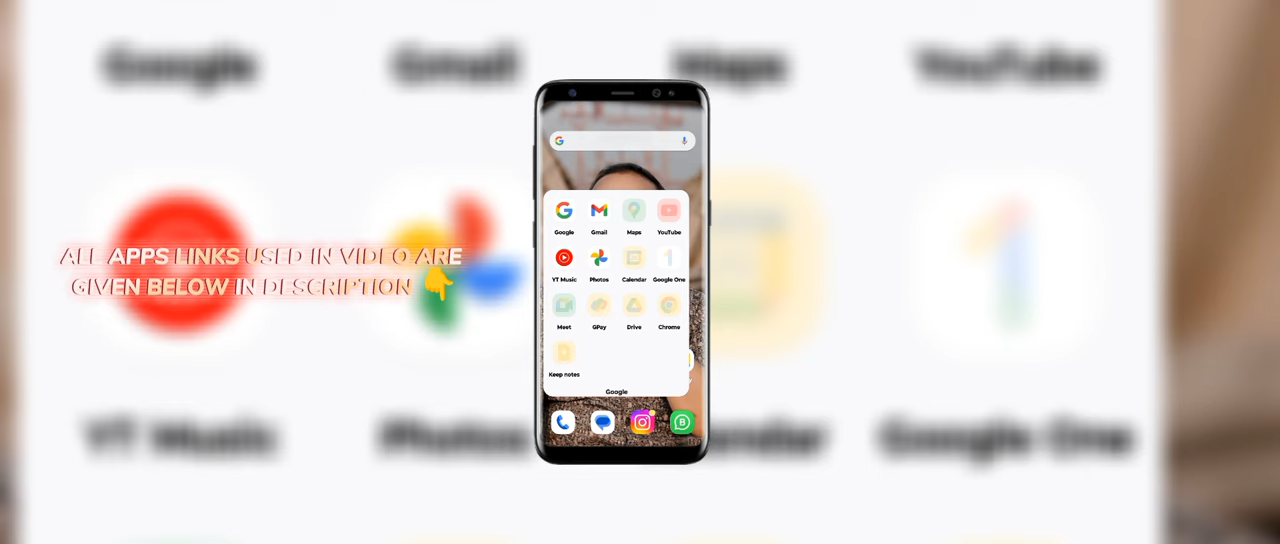 Google Gmail Maps YouTube
ALL APPS LINKS USED IN VIDEO ARE
GIVEN BELOW IN DESCRIPTION 👇
YT Music Photos Calendar Google One
Google Gmail Maps YouTube
YT Music Photos Calendar Google One
Meet GPay Drive Chrome
Keep notes
Google